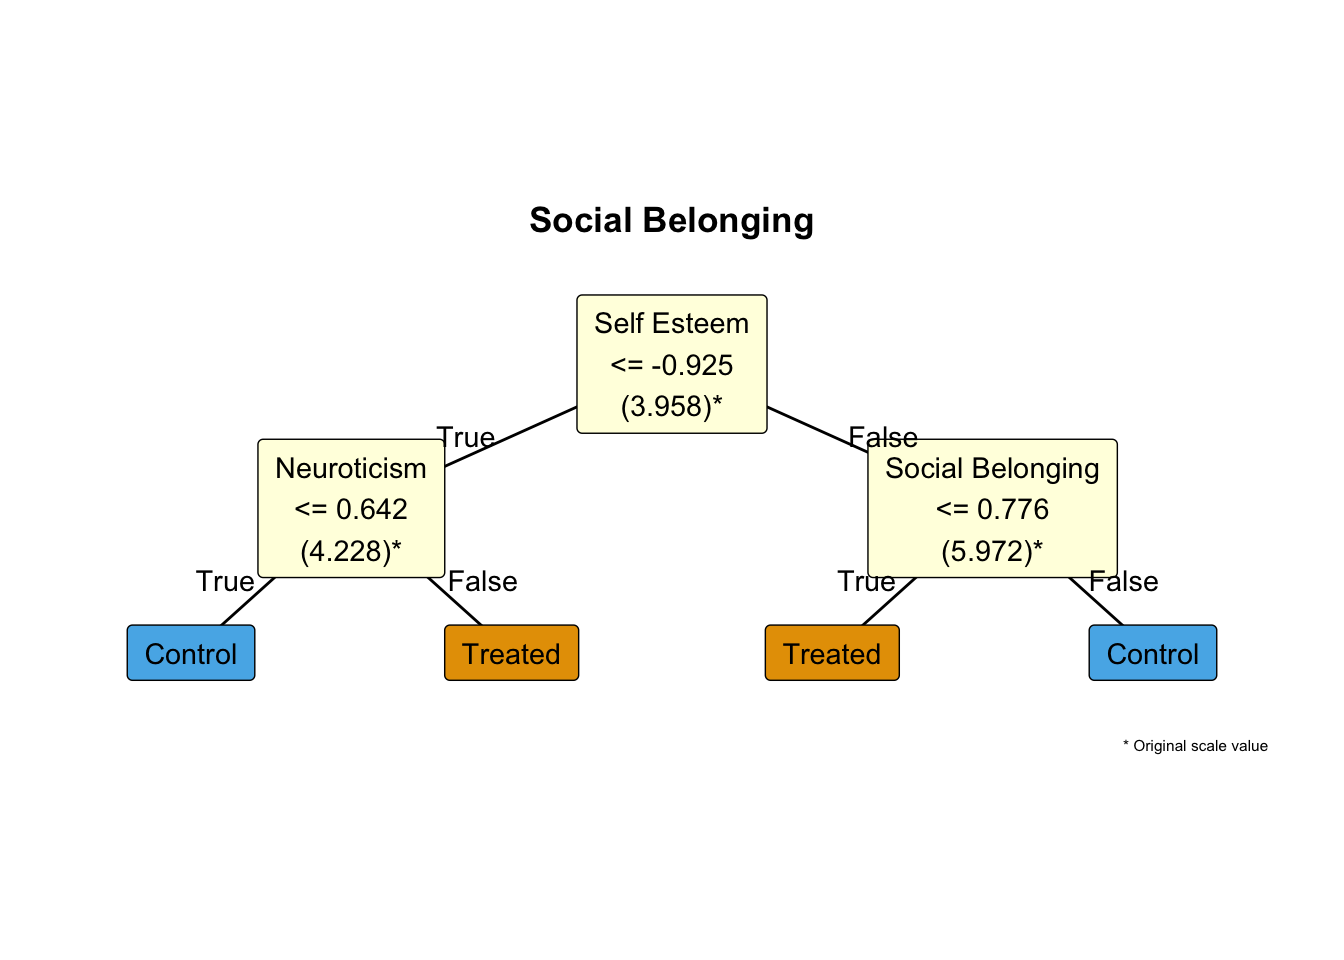 Social Belonging
Self Esteem
<= -0.925
(3.958)*
True
False
Neuroticism
<= 0.642
(4.228)*
Social Belonging
<= 0.776
(5.972)*
True
False
True
False
Control
Treated
Treated
Control
* Original scale value